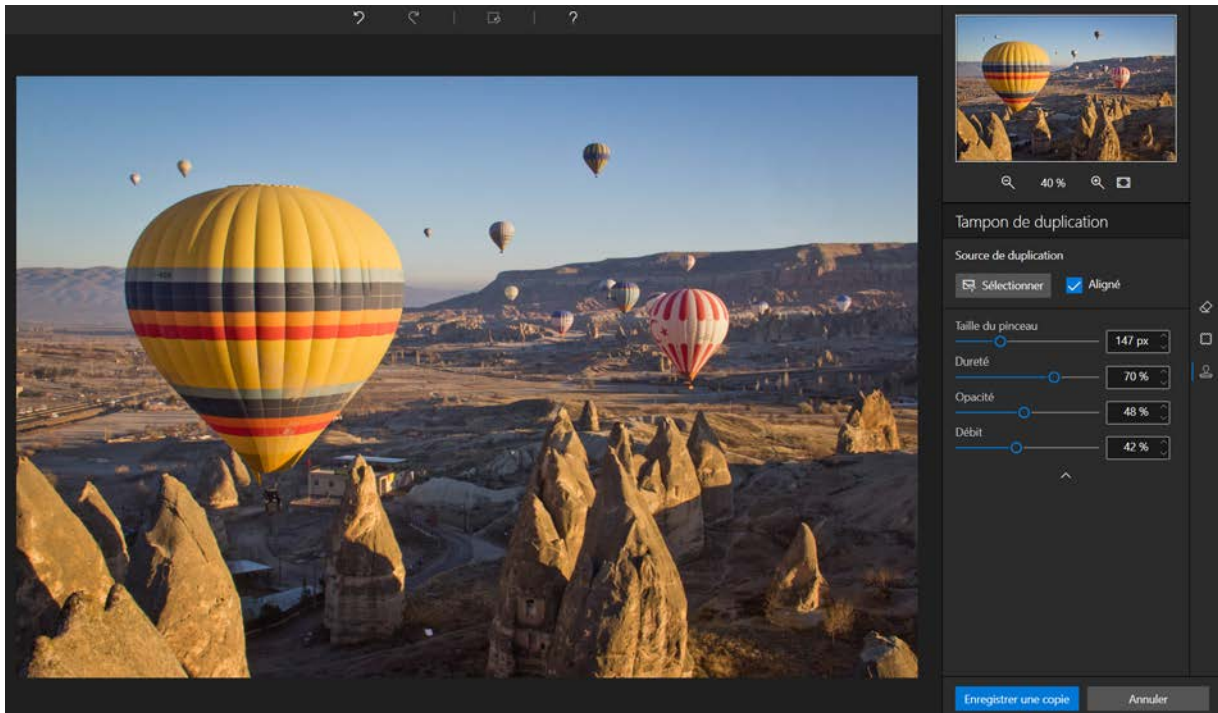 ?
40 %
Tampon de duplication
Source de duplication
Sélectionner
Aligné
Taille du pinceau
147 px
Dureté
70 %
Opacité
48 %
Débit
42 %
Enregistrer une copie
Annuler